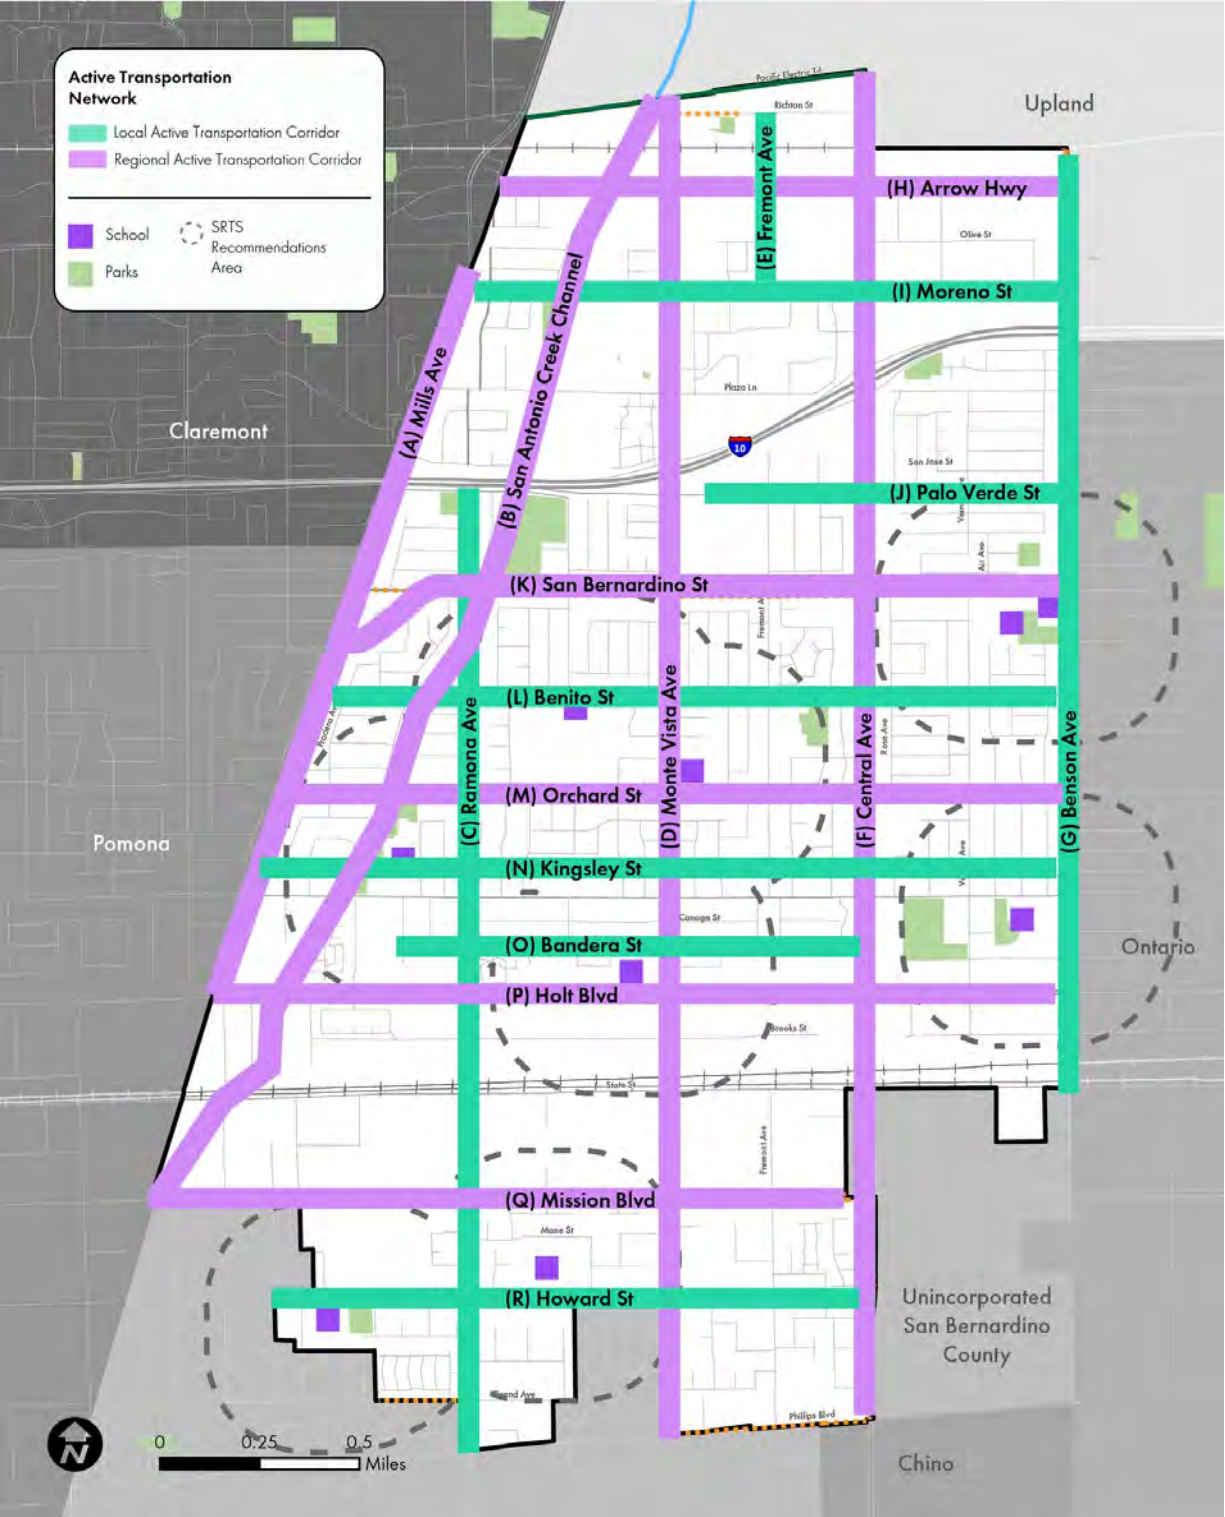 Active Transportation
Network
Local Active Transportation Corridor
Regional Active Transportation Corridor
School
Parks
SRTS
Recommendations
Area
Pacific Electric Trl
Richton St
Upland
(E) Fremont Ave
(H) Arrow Hwy
Olive St
(I) Moreno St
(A) Mills Ave
(B) San Antonio Creek Channel
Plaza Ln
Claremont
10
San Jose St
(J) Palo Verde St
(K) San Bernardino St
(L) Benito St
(C) Ramona Ave
(D) Monte Vista Ave
(F) Central Ave
Rose Ave
(G) Benson Ave
(M) Orchard St
Pomona
(N) Kingsley St
Canoga St
(O) Bandera St
Ontario
(P) Holt Blvd
Brooks St
State St
Fremont Ave
(Q) Mission Blvd
Mane St
(R) Howard St
Unincorporated
San Bernardino
County
Phillips Blvd
Chino
N
0 0.25 0.5
Miles